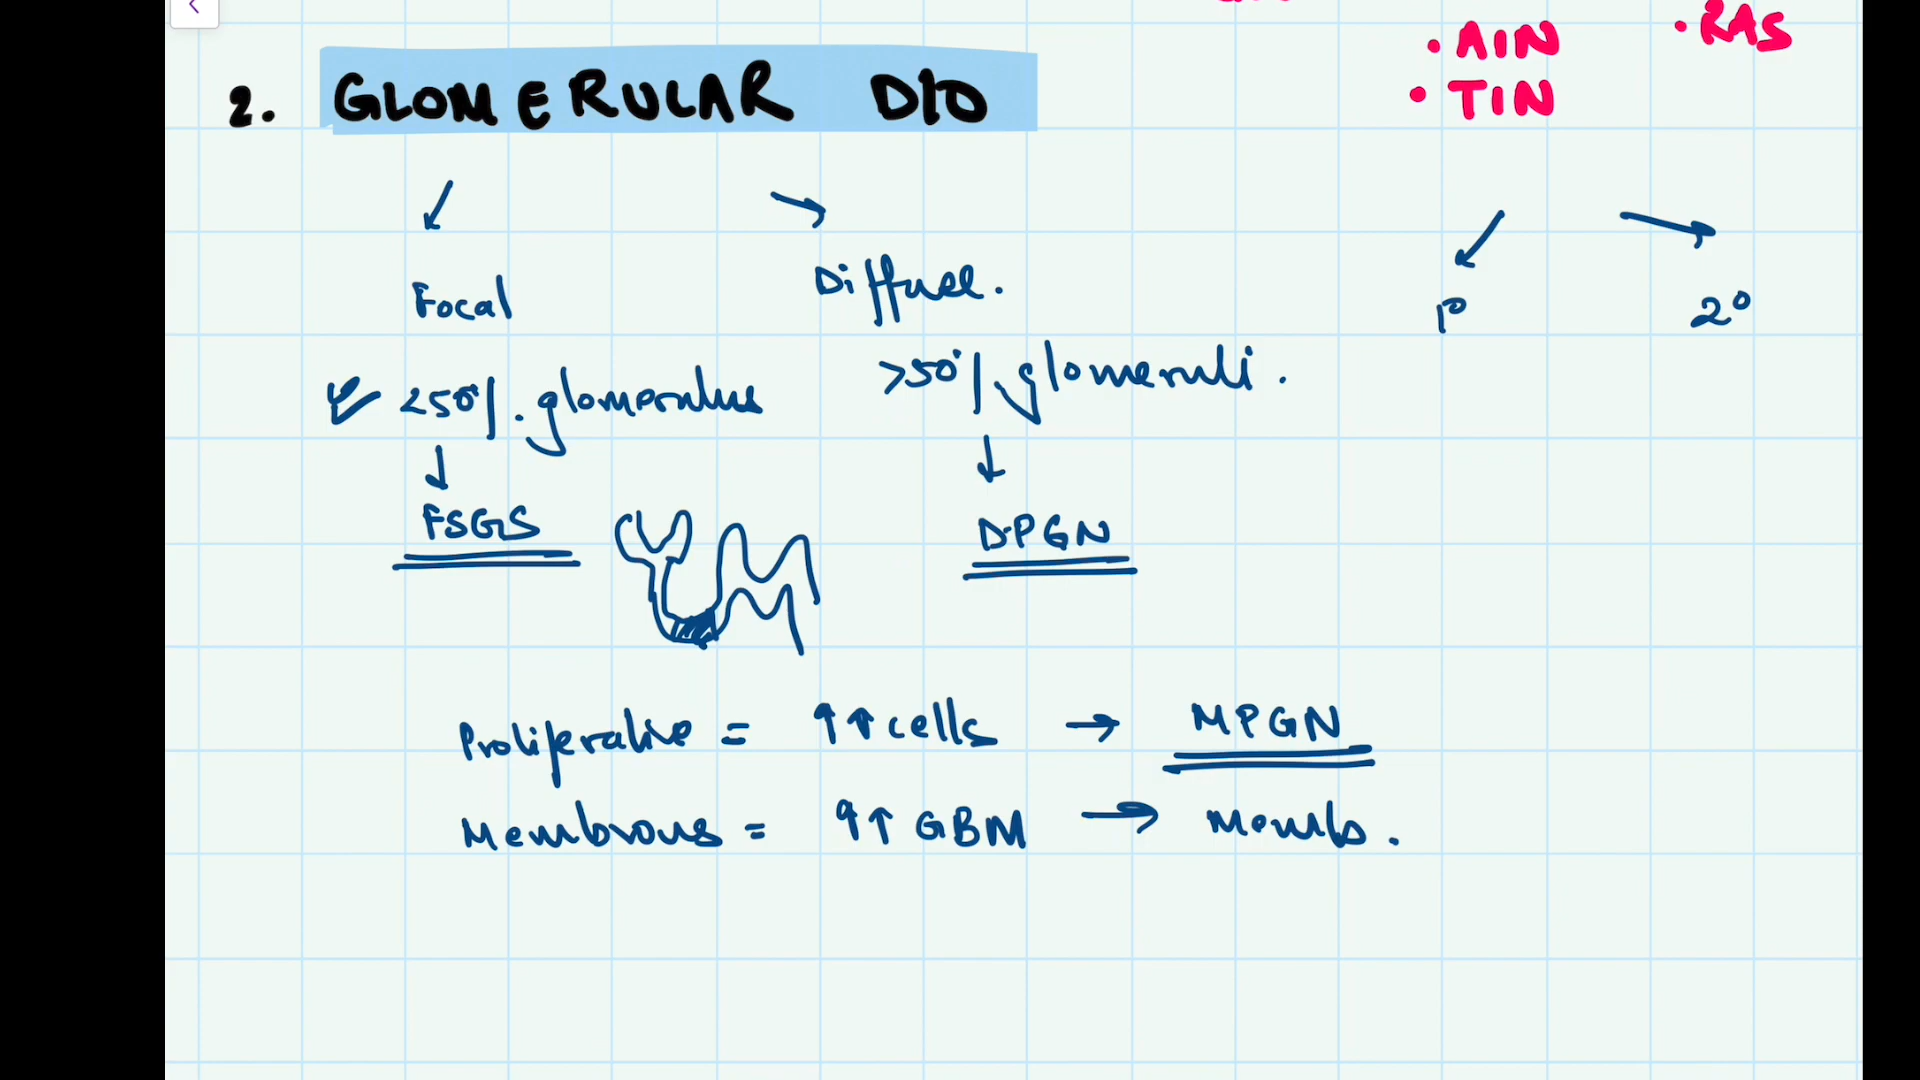 • AIN
• RAS
• TIN
2. GLOMERULAR D/O
Focal
Diffuse.
1°
2°
<50%. glomerulus
>50%. glomeruli.
FSGS
DPGN
Proliferative = ↑↑ cells → MPGN
Membrous = ↑↑ GBM → Memb.